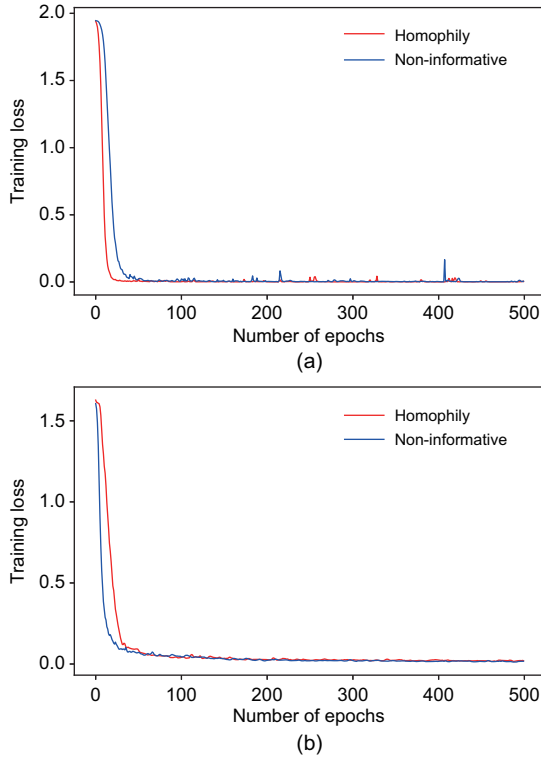 2.0
1.5
1.0
0.5
0.0
Training loss
Homophily
Non-informative
0 100 200 300 400 500
Number of epochs
(a)
1.5
1.0
0.5
0.0
Training loss
Homophily
Non-informative
0 100 200 300 400 500
Number of epochs
(b)